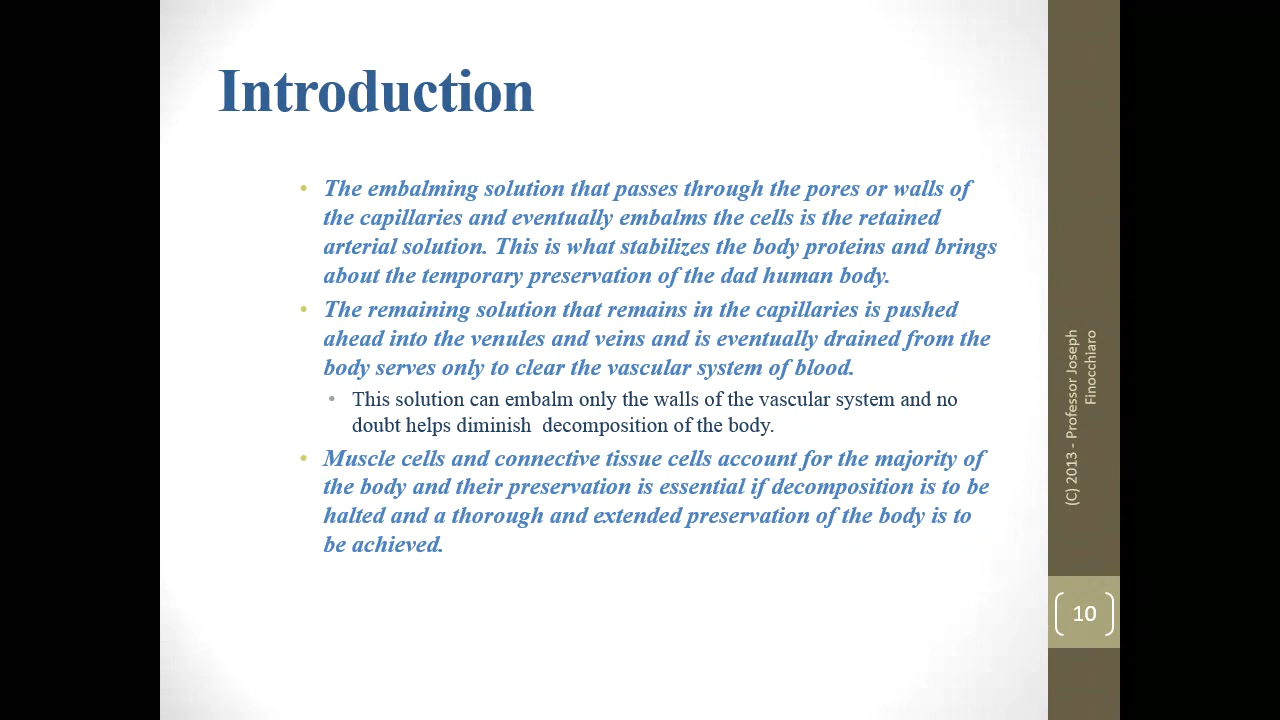 Introduction
• The embalming solution that passes through the pores or walls of
the capillaries and eventually embalms the cells is the retained
arterial solution. This is what stabilizes the body proteins and brings
about the temporary preservation of the dad human body.
• The remaining solution that remains in the capillaries is pushed
ahead into the venules and veins and is eventually drained from the
body serves only to clear the vascular system of blood.
• This solution can embalm only the walls of the vascular system and no
doubt helps diminish decomposition of the body.
• Muscle cells and connective tissue cells account for the majority of
the body and their preservation is essential if decomposition is to be
halted and a thorough and extended preservation of the body is to
be achieved.
(C) 2013 - Professor Joseph
Finocchiaro
10